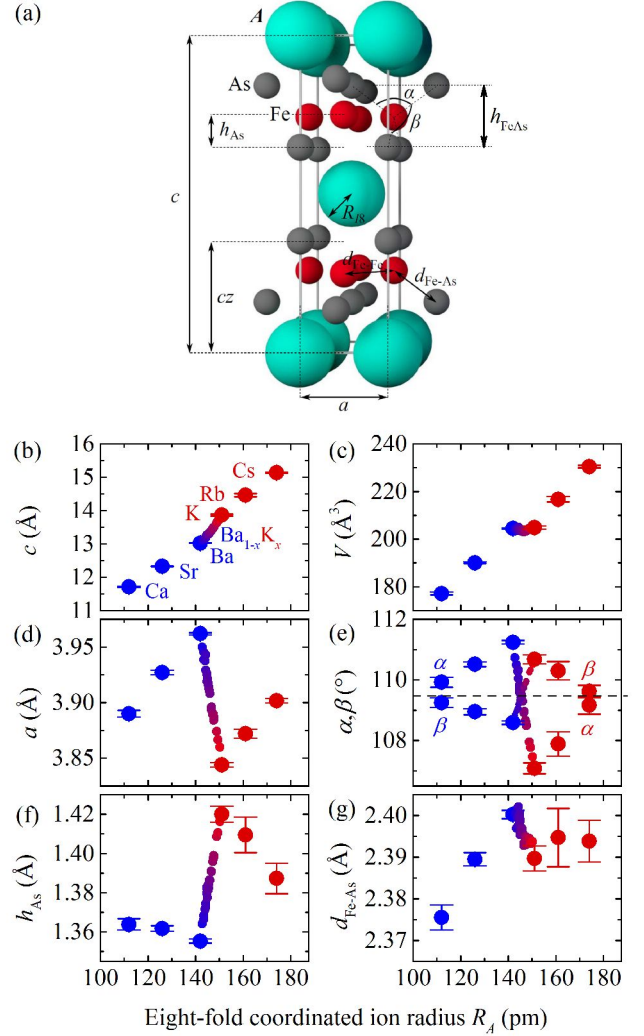 (a)
A
As
Fe
α
β
h_As
h_FeAs
c
R_I8
d_Fe-Fe
d_Fe-As
cz
a
(b)
16
15
14
13
12
11
c (Å)
Cs
Rb
K
Ba1-xKx
Ba
Sr
Ca
(c)
240
220
200
180
V (Å³)
(d)
3.95
3.90
3.85
a (Å)
(e)
112
110
108
α,β (°)
α
β
β
α
(f)
1.42
1.40
1.38
1.36
h_As (Å)
100 120 140 160 180
(g)
2.40
2.39
2.38
2.37
d_Fe-As (Å)
100 120 140 160 180
Eight-fold coordinated ion radius R_A (pm)